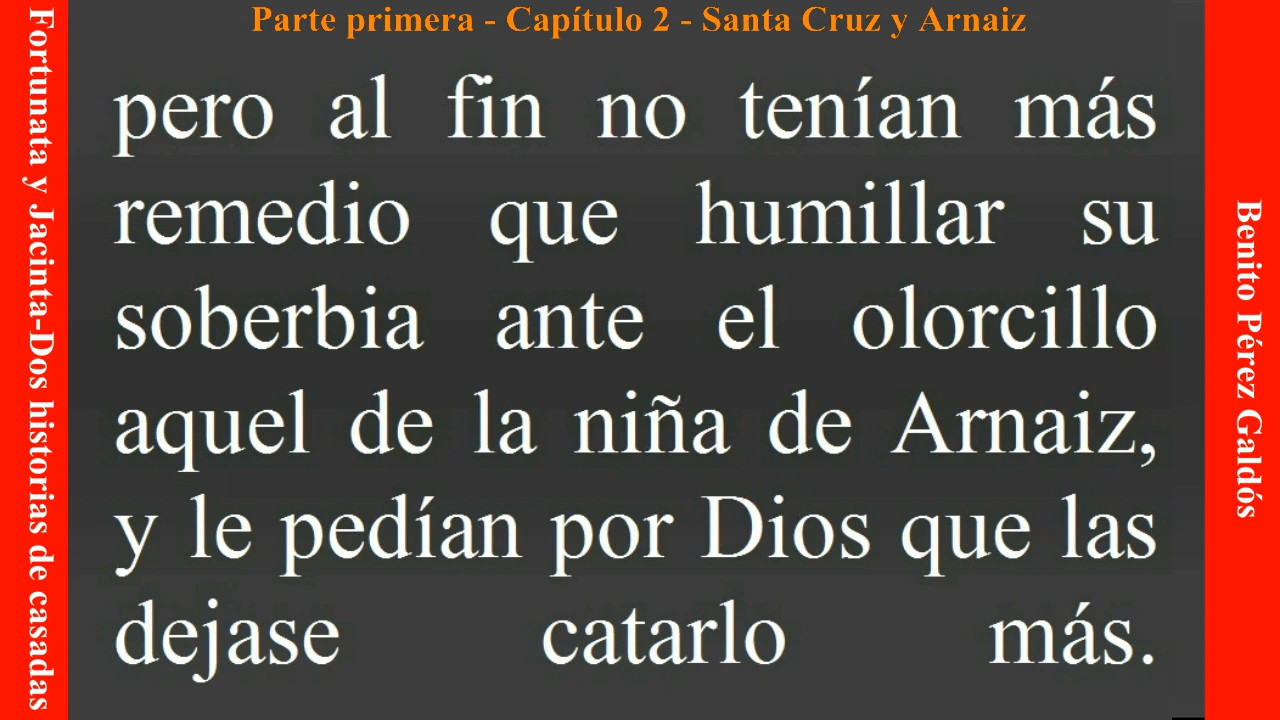 Parte primera - Capítulo 2 - Santa Cruz y Arnaiz
Fortunata y Jacinta-Dos historias de casadas
pero al fin no tenían más
remedio que humillar su
soberbia ante el olorcillo
aquel de la niña de Arnaiz,
y le pedían por Dios que las
dejase catarlo más.
Benito Pérez Galdós